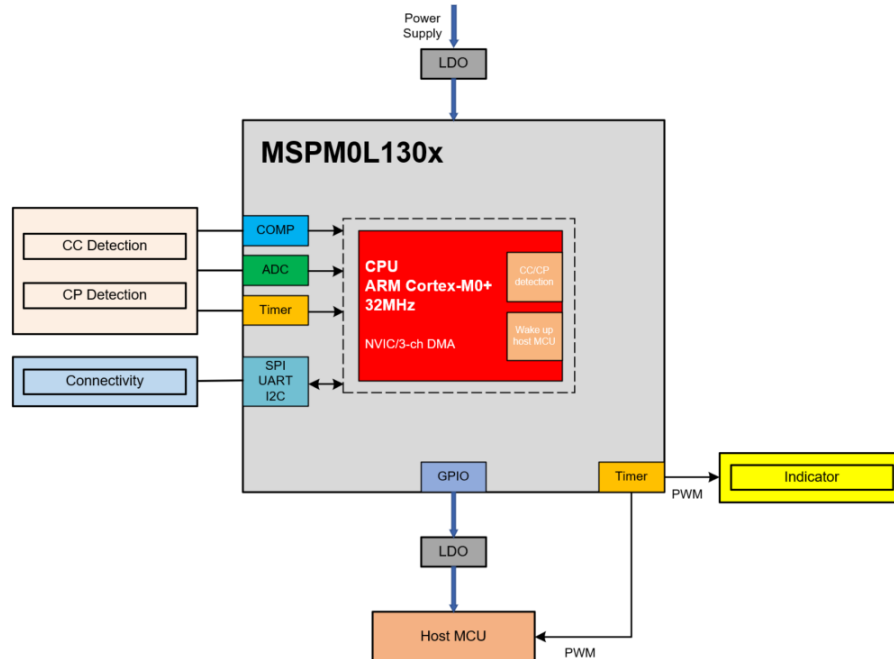 Power
Supply
LDO
MSPM0L130x
CC Detection
CP Detection
COMP
ADC
Timer
CPU
ARM Cortex-M0+
32MHz
NVIC/3-ch DMA
CC/CP
detection
Wake up
host MCU
Connectivity
SPI
UART
I2C
GPIO
Timer
PWM
Indicator
LDO
Host MCU
PWM